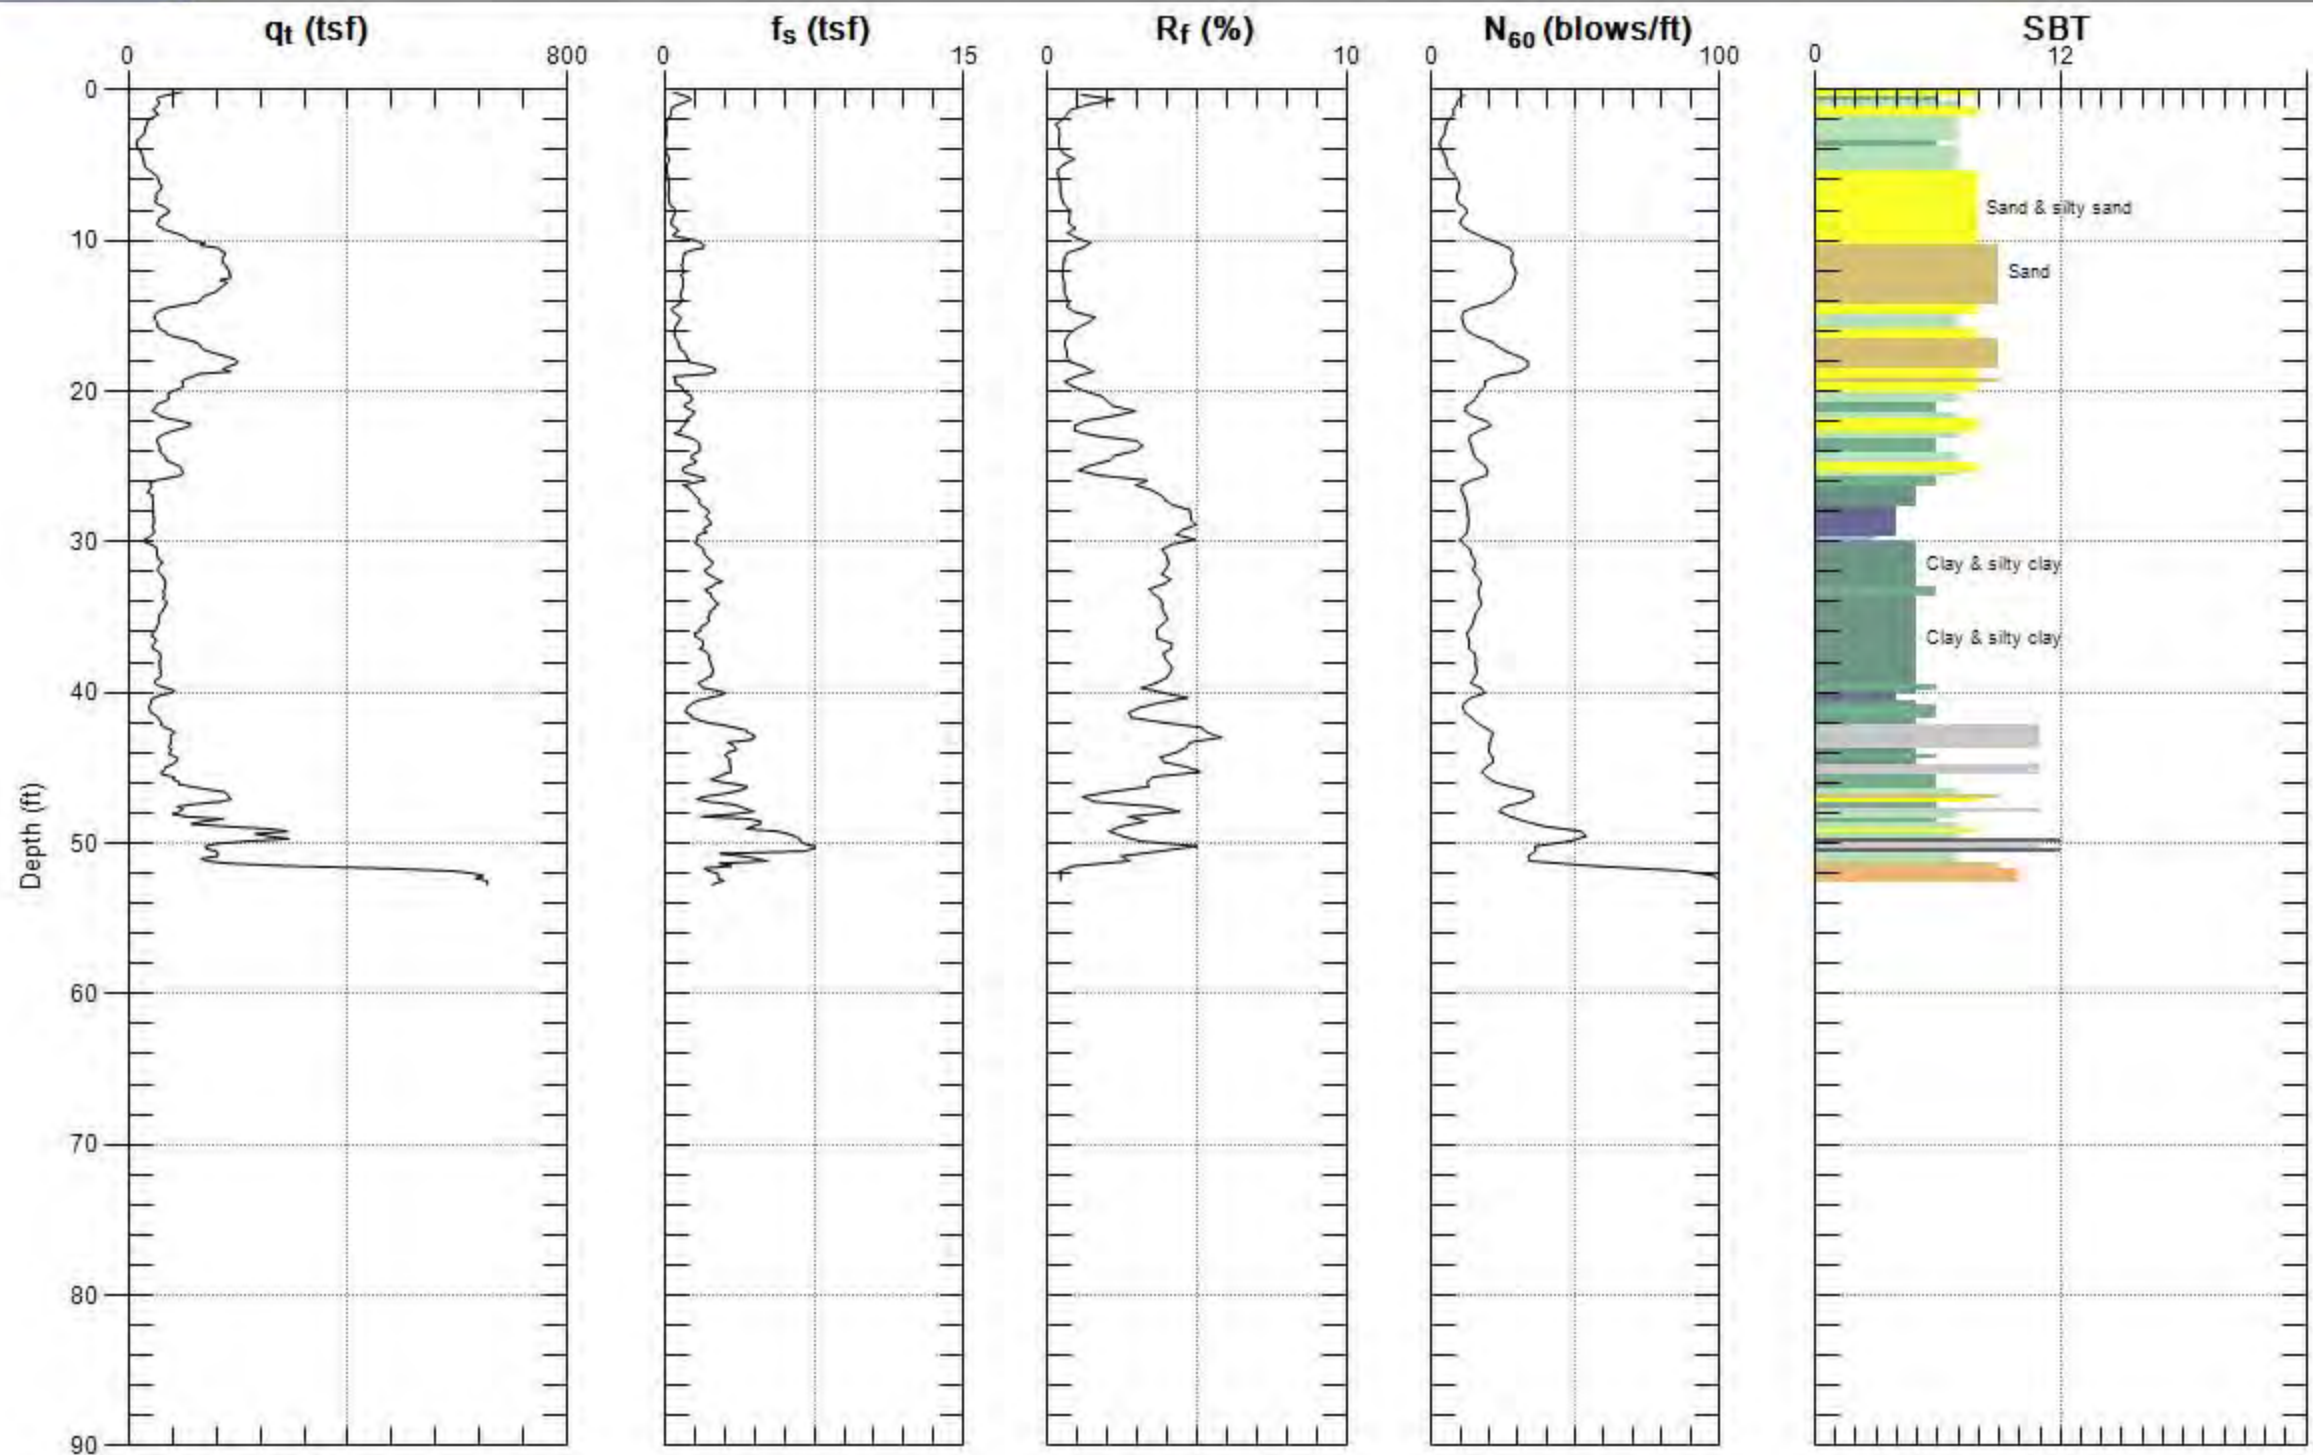 qt (tsf) fs (tsf) Rf (%) N60 (blows/ft) SBT
0 800 0 15 0 10 0 100 0 12
0
Sand & silty sand
10
Sand
20
30
Clay & silty clay
Clay & silty clay
40
50
60
70
80
90
Depth (ft)